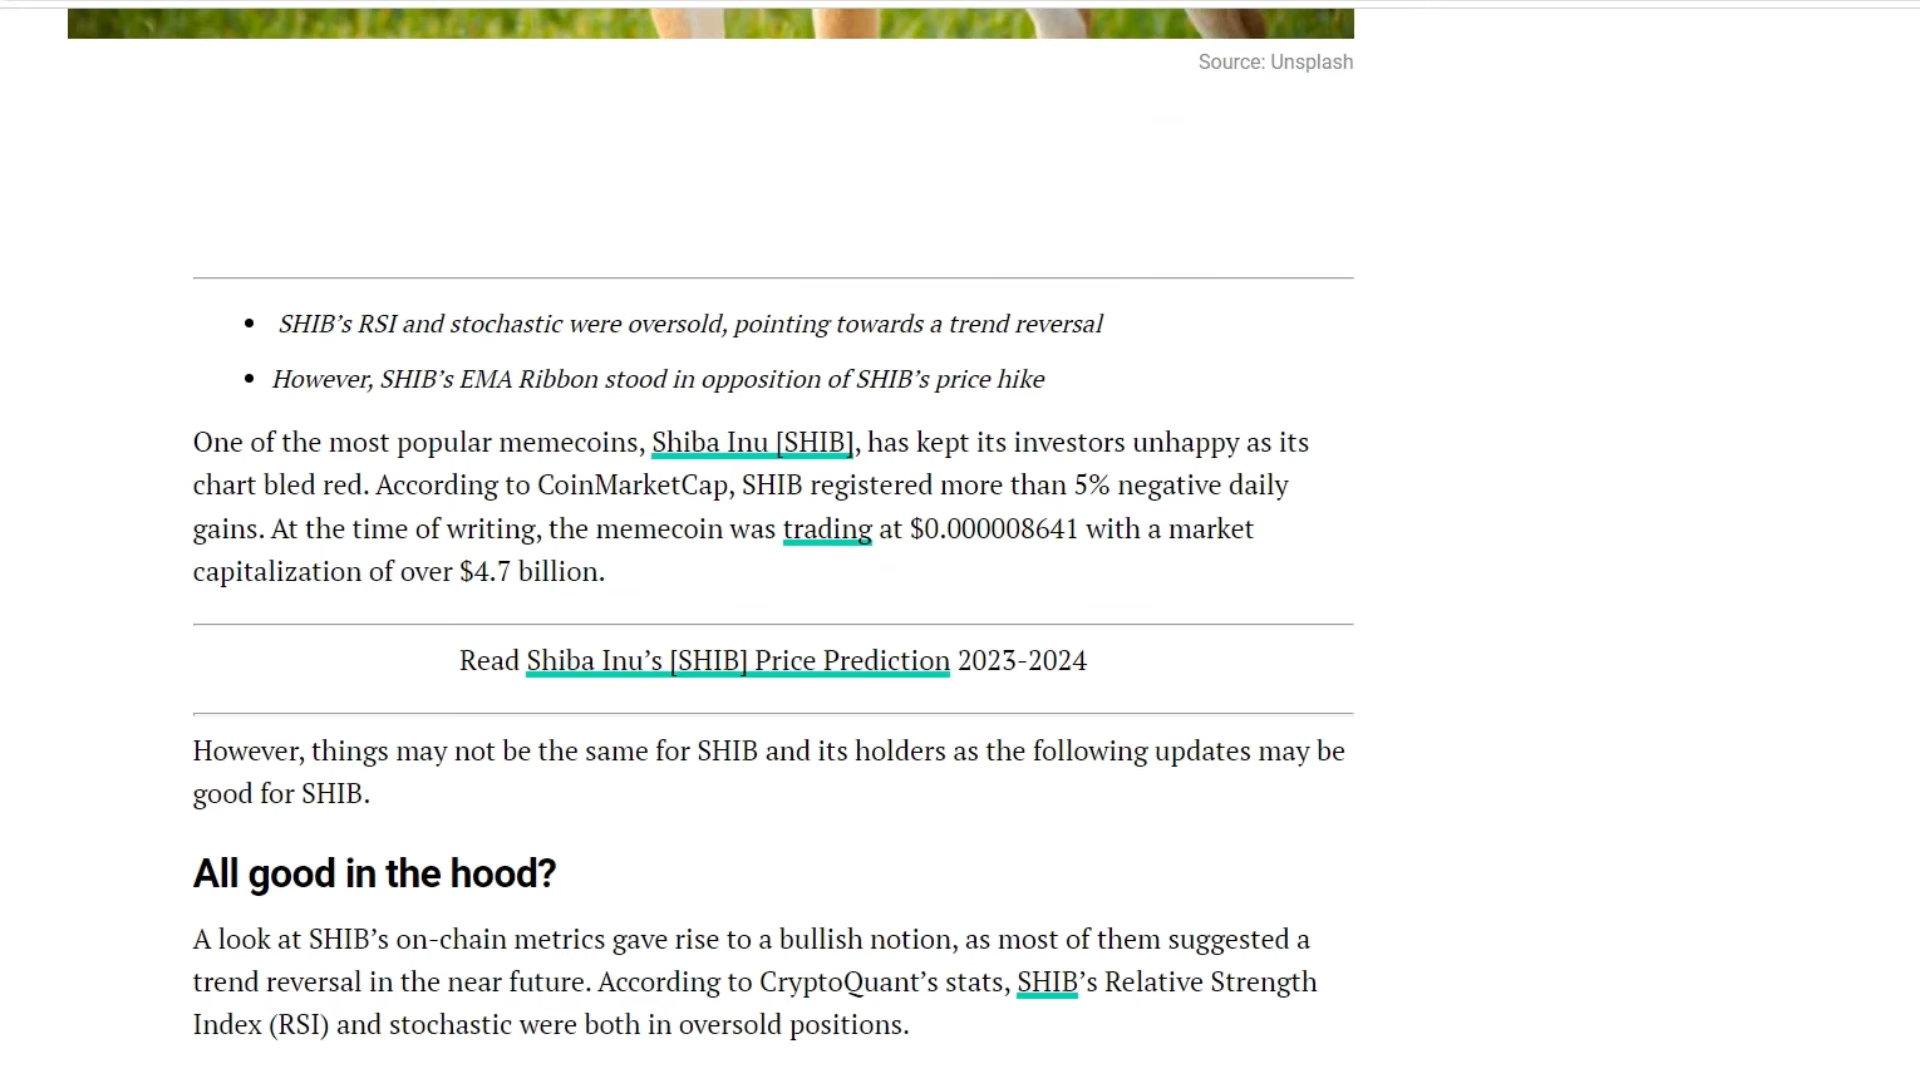 Source: Unsplash
SHIB’s RSI and stochastic were oversold, pointing towards a trend reversal
However, SHIB’s EMA Ribbon stood in opposition of SHIB’s price hike
One of the most popular memecoins, Shiba Inu [SHIB], has kept its investors unhappy as its
chart bled red. According to CoinMarketCap, SHIB registered more than 5% negative daily
gains. At the time of writing, the memecoin was trading at $0.000008641 with a market
capitalization of over $4.7 billion.
Read Shiba Inu’s [SHIB] Price Prediction 2023-2024
However, things may not be the same for SHIB and its holders as the following updates may be
good for SHIB.
All good in the hood?
A look at SHIB’s on-chain metrics gave rise to a bullish notion, as most of them suggested a
trend reversal in the near future. According to CryptoQuant’s stats, SHIB’s Relative Strength
Index (RSI) and stochastic were both in oversold positions.